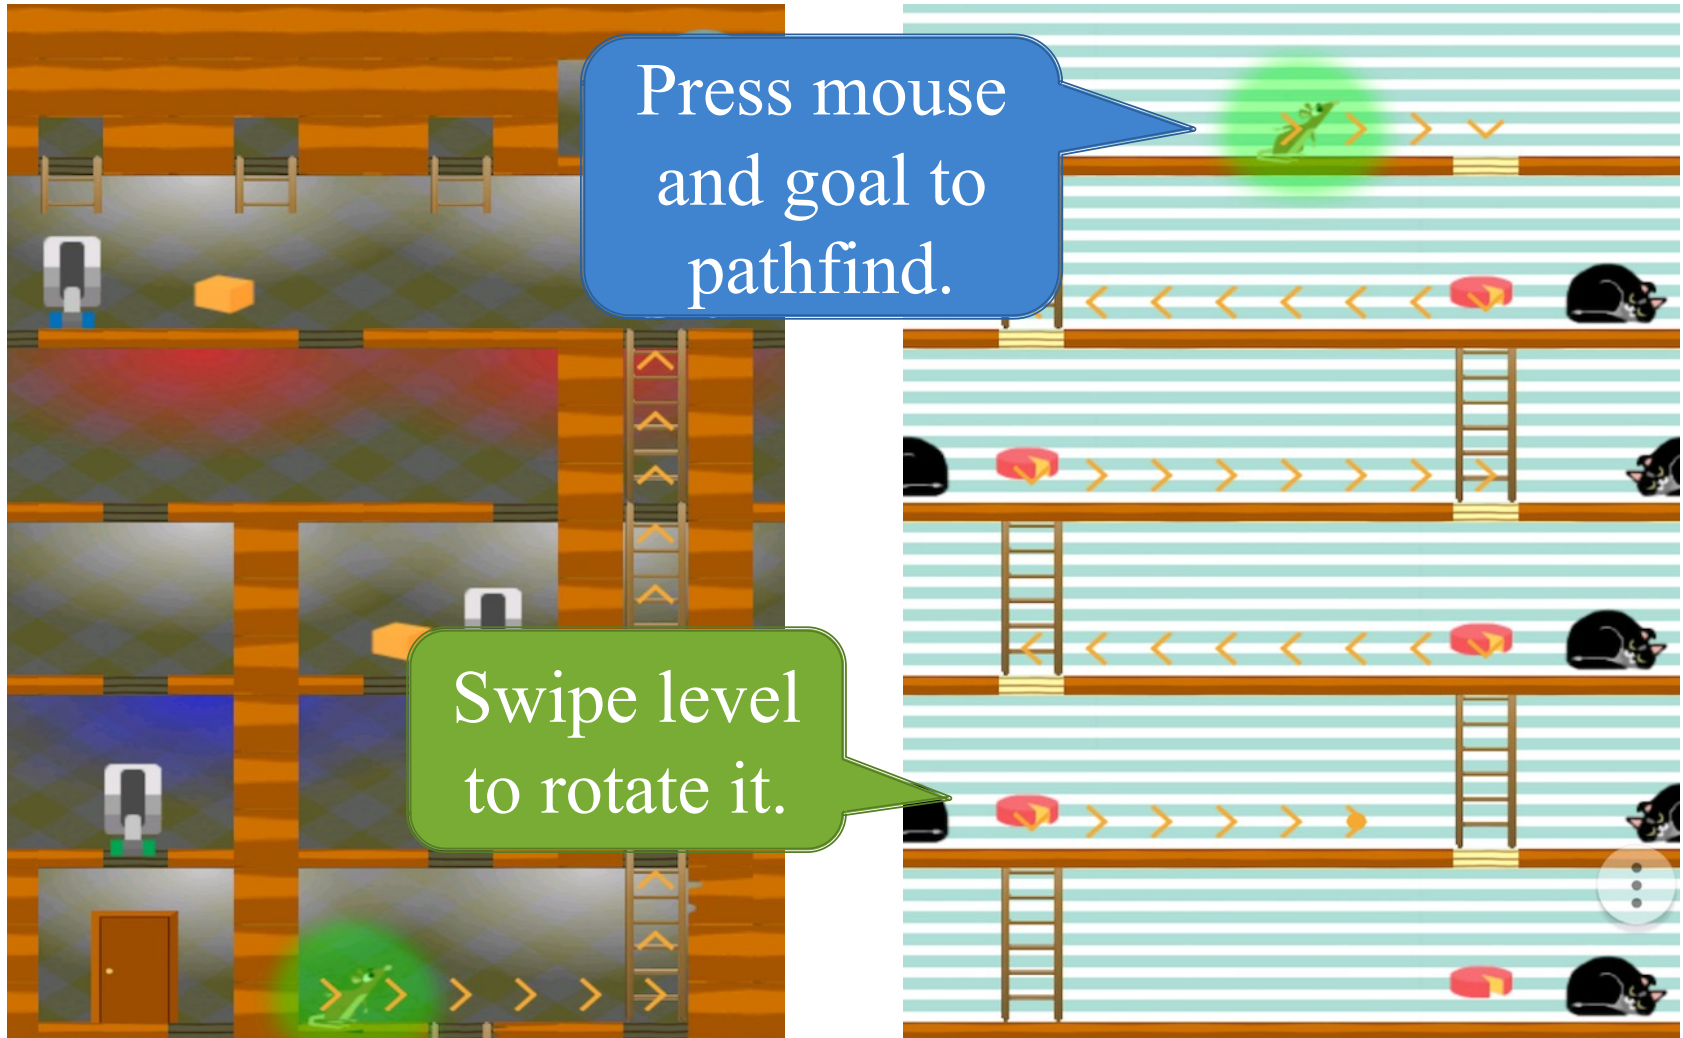 Press mouse
and goal to
pathfind.
Swipe level
to rotate it.